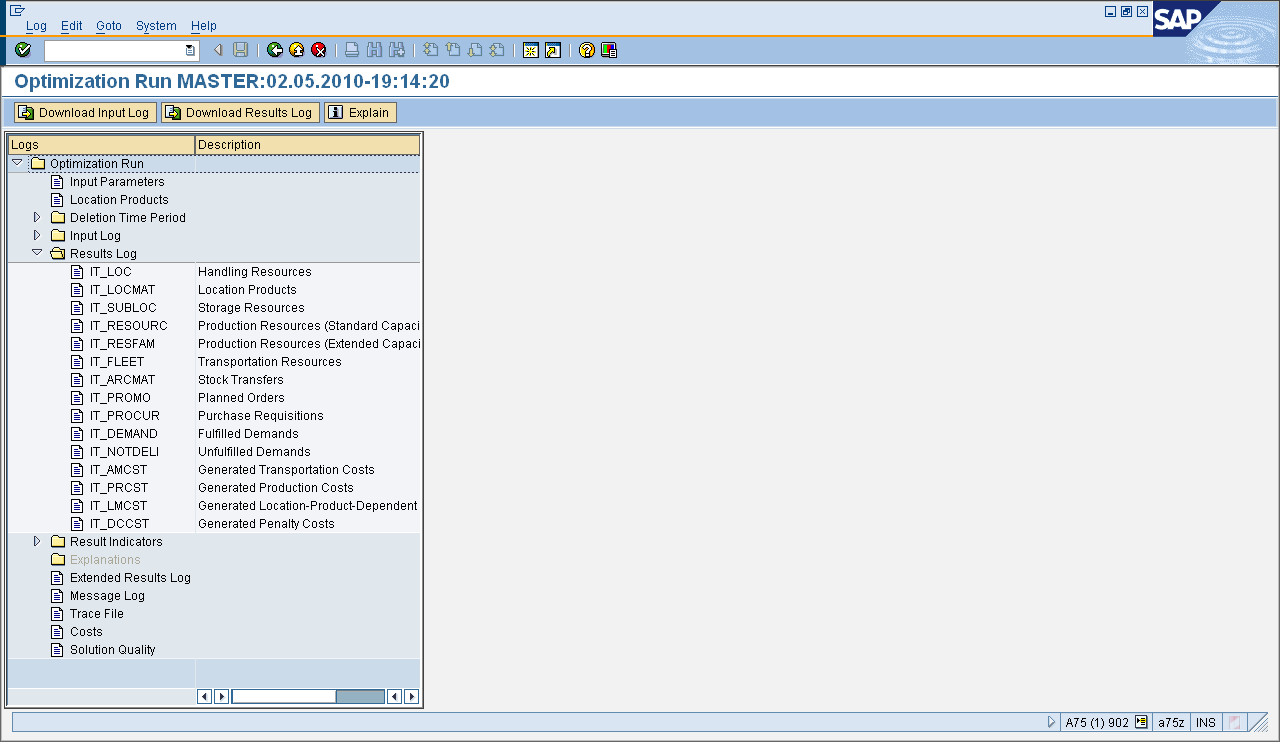 Log Edit Goto System Help
SAP
Optimization Run MASTER:02.05.2010-19:14:20
Download Input Log Download Results Log Explain
Logs Description
Optimization Run
Input Parameters
Location Products
Deletion Time Period
Input Log
Results Log
IT_LOC Handling Resources
IT_LOCMAT Location Products
IT_SUBLOC Storage Resources
IT_RESOURC Production Resources (Standard Capaci
IT_RESFAM Production Resources (Extended Capaci
IT_FLEET Transportation Resources
IT_ARCMAT Stock Transfers
IT_PROMO Planned Orders
IT_PROCUR Purchase Requisitions
IT_DEMAND Fulfilled Demands
IT_NOTDELI Unfulfilled Demands
IT_AMCST Generated Transportation Costs
IT_PRCST Generated Production Costs
IT_LMCST Generated Location-Product-Dependent
IT_DCCST Generated Penalty Costs
Result Indicators
Explanations
Extended Results Log
Message Log
Trace File
Costs
Solution Quality
A75 (1) 902 a75z INS